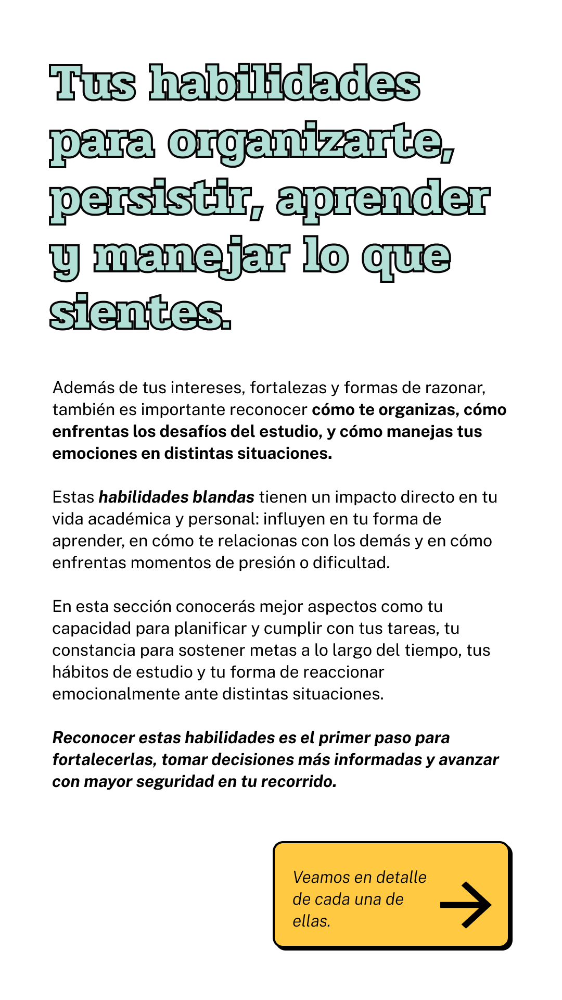 Tus habilidades
para organizarte,
persistir, aprender
y manejar lo que
sientes.
Además de tus intereses, fortalezas y formas de razonar,
también es importante reconocer cómo te organizas, cómo
enfrentas los desafíos del estudio, y cómo manejas tus
emociones en distintas situaciones.
Estas habilidades blandas tienen un impacto directo en tu
vida académica y personal: influyen en tu forma de
aprender, en cómo te relacionas con los demás y en cómo
enfrentas momentos de presión o dificultad.
En esta sección conocerás mejor aspectos como tu
capacidad para planificar y cumplir con tus tareas, tu
constancia para sostener metas a lo largo del tiempo, tus
hábitos de estudio y tu forma de reaccionar
emocionalmente ante distintas situaciones.
Reconocer estas habilidades es el primer paso para
fortalecerlas, tomar decisiones más informadas y avanzar
con mayor seguridad en tu recorrido.
Veamos en detalle
de cada una de
ellas.